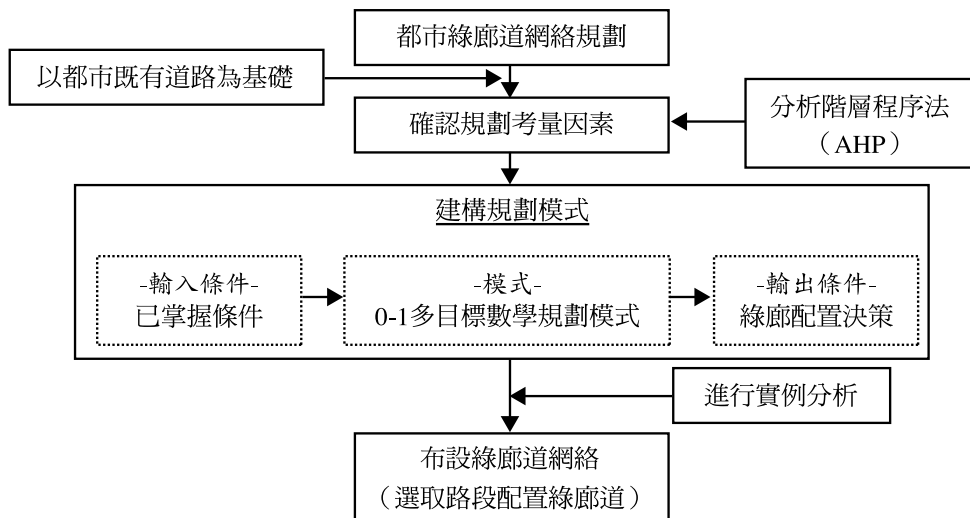 都市綠廊道網絡規劃
以都市既有道路為基礎
確認規劃考量因素
分析階層程序法
（AHP）
建構規劃模式
-輸入條件-
已掌握條件
-模式-
0-1多目標數學規劃模式
-輸出條件-
綠廊配置決策
進行實例分析
布設綠廊道網絡
（選取路段配置綠廊道）